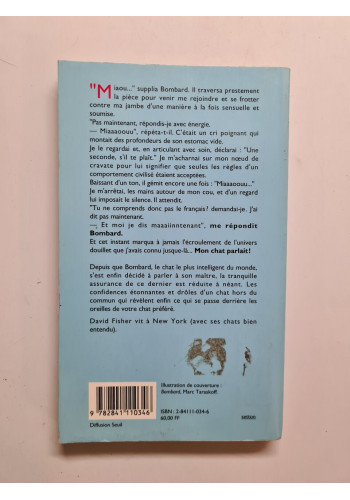 "Miaou..." supplia Bombard. Il traversa prestement
la pièce pour venir me rejoindre et se frotter
contre ma jambe d'une manière à la fois sensuelle et
soumise.
"Pas maintenant, répondis-je avec énergie.
— Miaaoouu", répéta-t-il. C'était un cri poignant qui
montait des profondeurs de son estomac vide.
Je le regardai et, en articulant avec soin, déclarai : "Une
seconde, s'il te plaît." Je m'acharnai sur mon nœud de
cravate pour lui signifier que seules les règles d'un
comportement civilisé étaient acceptées.
Baissant d'un ton, il gémit encore une fois : "Miaaaoouu!"
Je m'arrêtai, les mains autour de mon cou, et d'un regard
lui imposai le silence. Il attendit.
"Tu ne comprends donc pas le français? demandai-je. J'ai
dit pas maintenant.
— Et moi je dis maaaiinntenant", me répondit
Bombard.
Et cet instant marqua à jamais l'écroulement de l'univers
douillet que j'avais connu jusque-là... Mon chat parlait!
Depuis que Bombard, le chat le plus intelligent du monde,
s'est enfin décidé à parler à son maître, la tranquille
assurance de ce dernier est réduite à néant. Les
confidences étonnantes et drôles d'un chat hors du
commun qui révèlent enfin ce qui se passe derrière les
oreilles de votre chat préféré.
David Fisher vit à New York (avec ses chats bien
entendu).
Illustration de couverture :
Remlard, Marc Taraskoff.
ISBN : 2-84111-034-6
60,00 FF
9 782841 110346
Diffusion Seuil